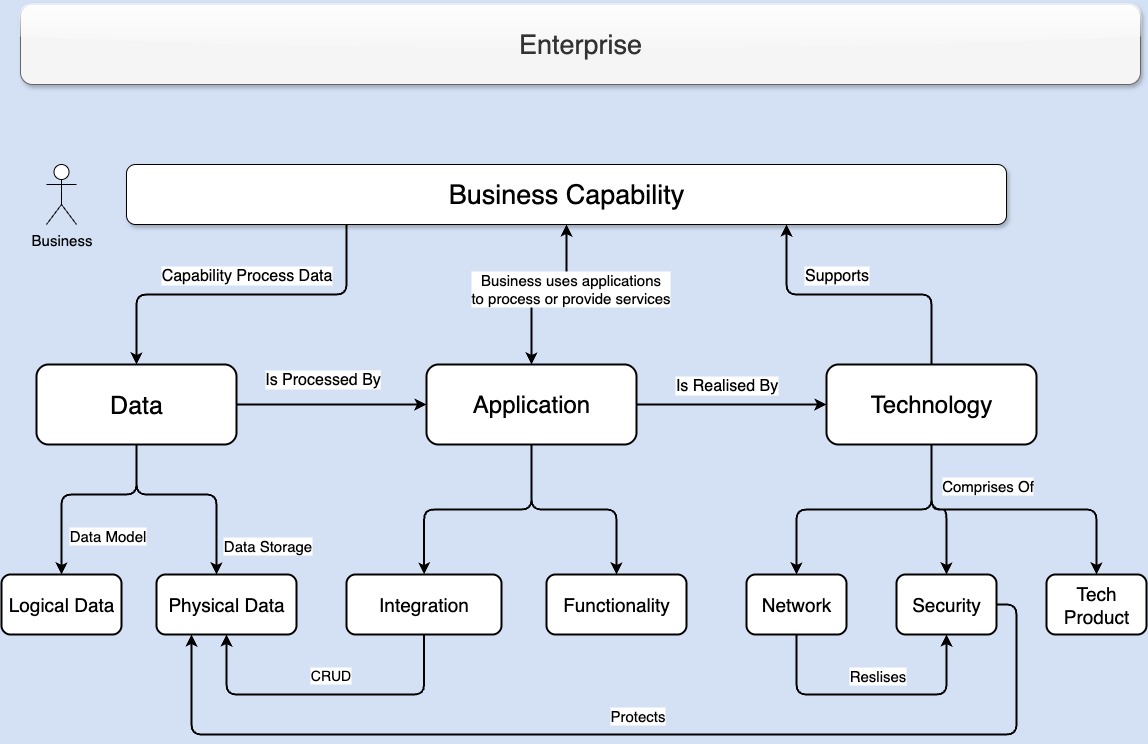 Enterprise
Business Capability
Business
Capability Process Data
Business uses applications
to process or provide services
Supports
Data
Is Processed By
Application
Is Realised By
Technology
Comprises Of
Data Model
Data Storage
Logical Data
Physical Data
Integration
Functionality
Network
Security
Tech
Product
CRUD
Reslises
Protects